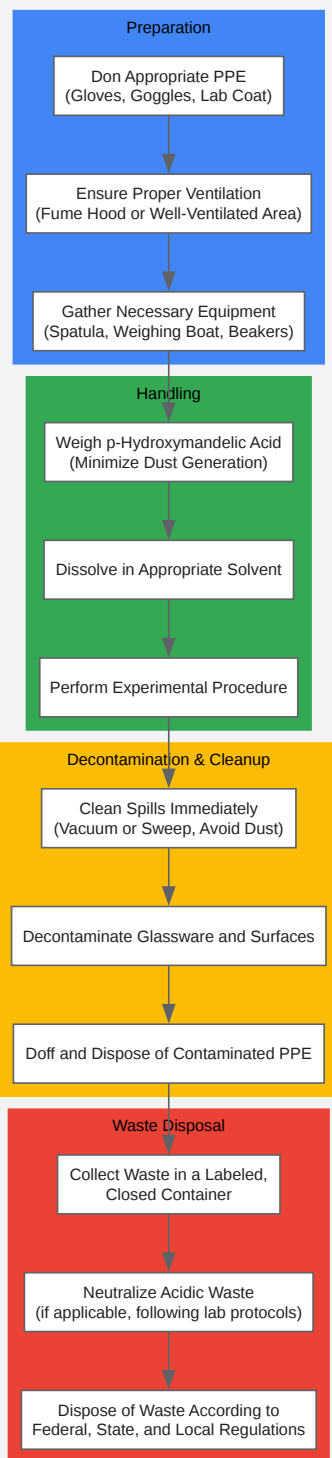 Preparation
Don Appropriate PPE
(Gloves, Goggles, Lab Coat)
Ensure Proper Ventilation
(Fume Hood or Well-Ventilated Area)
Gather Necessary Equipment
(Spatula, Weighing Boat, Beakers)
Handling
Weigh p-Hydroxymandelic Acid
(Minimize Dust Generation)
Dissolve in Appropriate Solvent
Perform Experimental Procedure
Decontamination & Cleanup
Clean Spills Immediately
(Vacuum or Sweep, Avoid Dust)
Decontaminate Glassware and Surfaces
Doff and Dispose of Contaminated PPE
Waste Disposal
Collect Waste in a Labeled,
Closed Container
Neutralize Acidic Waste
(if applicable, following lab protocols)
Dispose of Waste According to
Federal, State, and Local Regulations